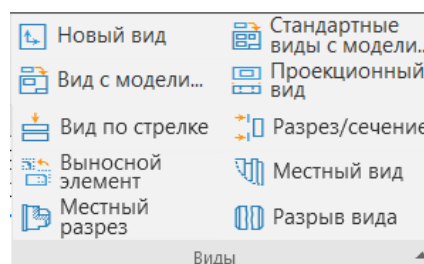 Новый вид
Стандартные
виды с модели..
Вид с модели...
Проекционный
вид
Вид по стрелке
Разрез/сечение
Выносной
элемент
Местный вид
Местный
разрез
Разрыв вида
Виды